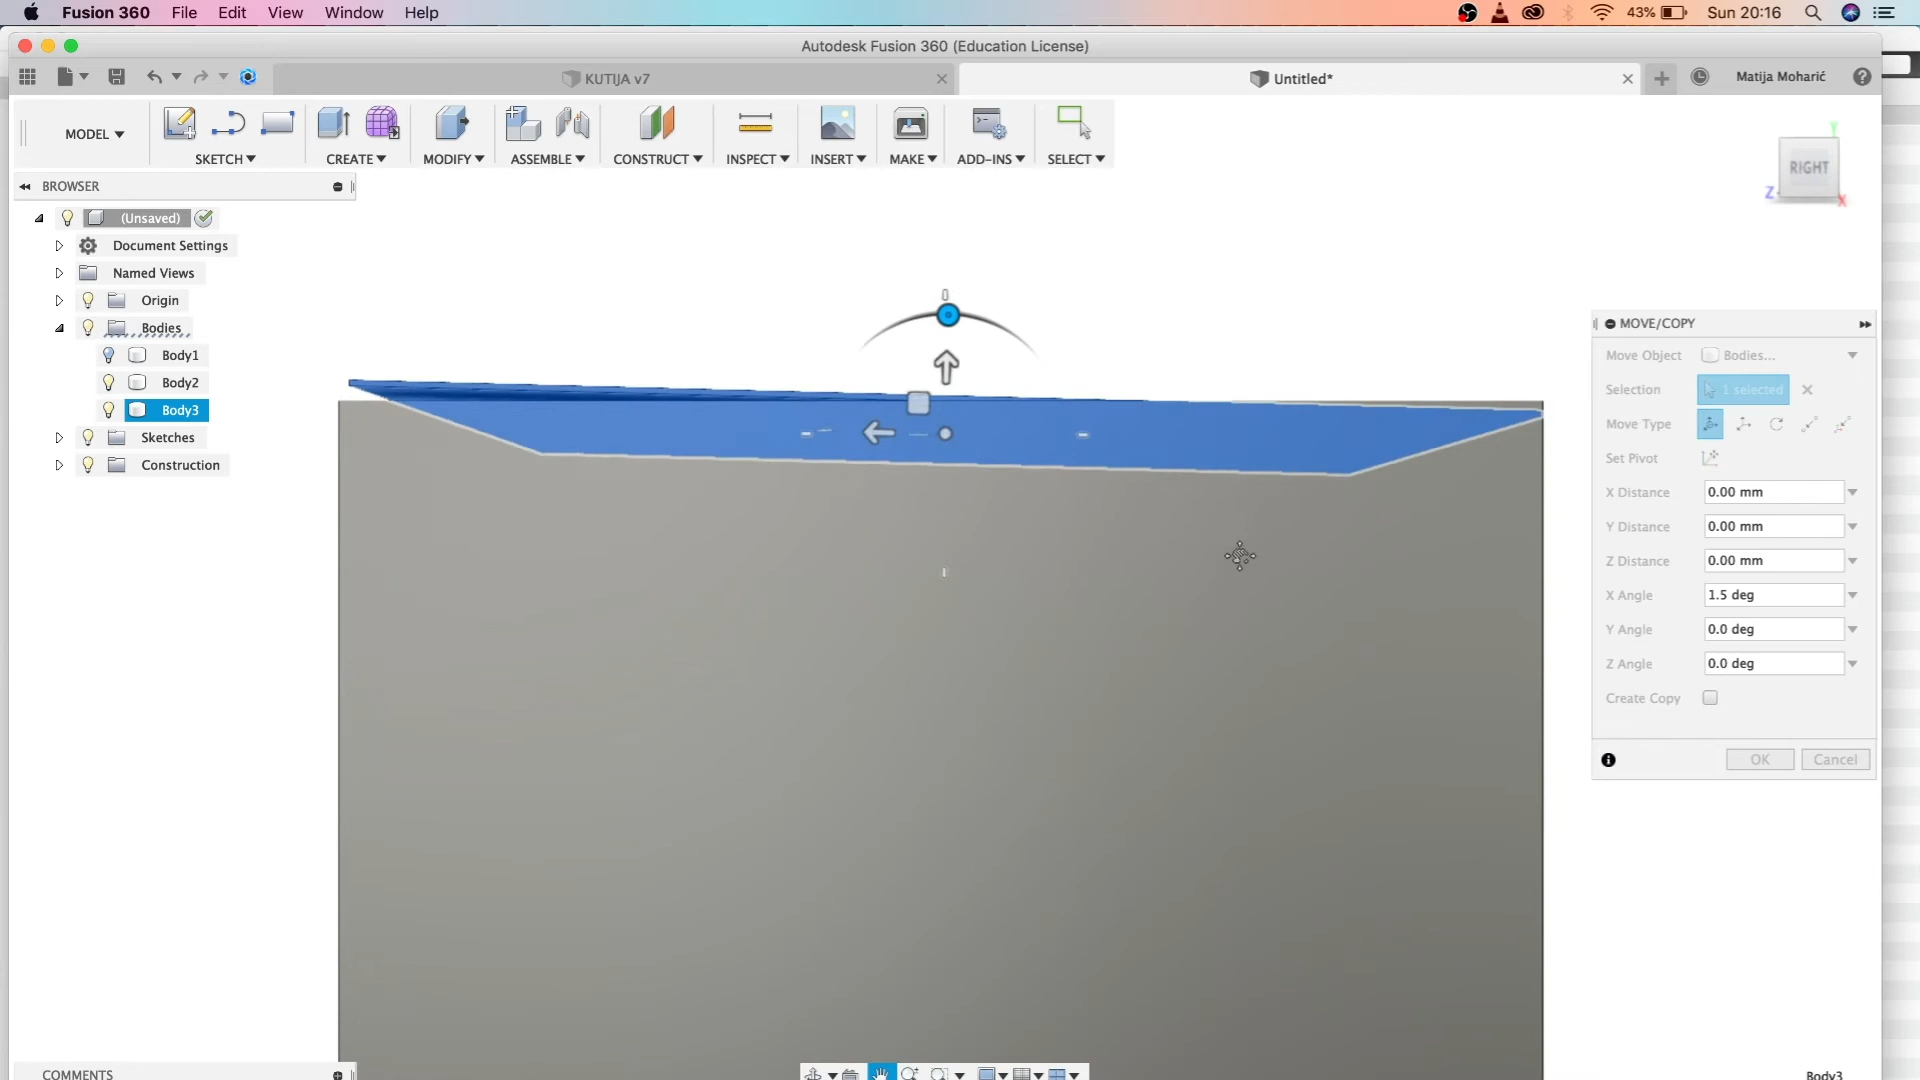 Fusion 360 File Edit View Window Help 43% Sun 20:16
Autodesk Fusion 360 (Education License)
KUTIJA v7 Untitled* Matija Moharić
MODEL SKETCH CREATE MODIFY ASSEMBLE CONSTRUCT INSPECT INSERT MAKE ADD-INS SELECT
BROWSER
(Unsaved)
Document Settings
Named Views
Origin
Bodies
Body1
Body2
Body3
Sketches
Construction
Y
RIGHT
Z
X
MOVE/COPY
Move Object Bodies...
Selection 1 selected
Move Type
Set Pivot
X Distance 0.00 mm
Y Distance 0.00 mm
Z Distance 0.00 mm
X Angle 1.5 deg
Y Angle 0.0 deg
Z Angle 0.0 deg
Create Copy
OK Cancel
COMMENTS
Body3